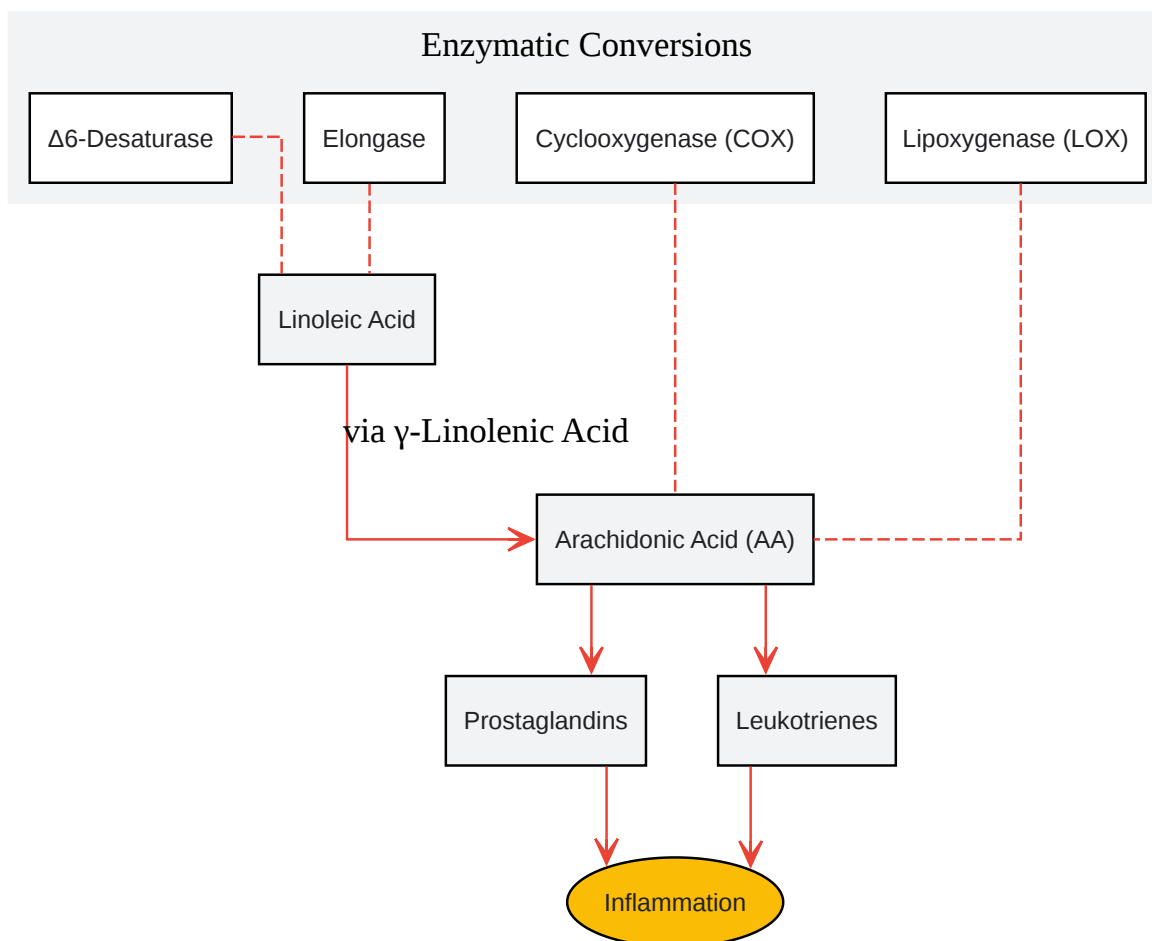 Enzymatic Conversions
Δ6-Desaturase
Elongase
Cyclooxygenase (COX)
Lipoxygenase (LOX)
Linoleic Acid
via γ-Linolenic Acid
Arachidonic Acid (AA)
Prostaglandins
Leukotrienes
Inflammation